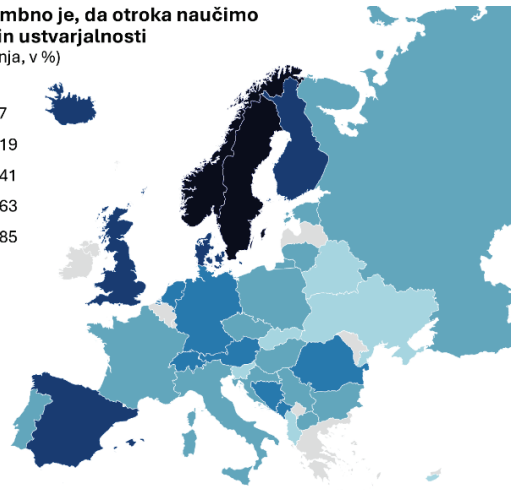 mbno je, da otroka naučimo
in ustvarjalnosti
nja, v %)
7
19
41
63
85